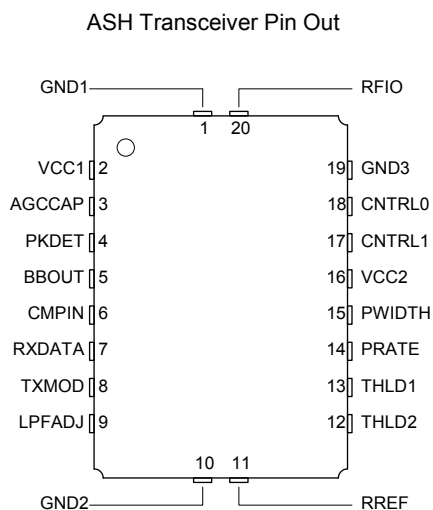 ASH Transceiver Pin Out
GND1 RFIO
1 20
VCC1 2 19 GND3
AGCCAP 3 18 CNTRL0
PKDET 4 17 CNTRL1
BBOUT 5 16 VCC2
CMPIN 6 15 PWIDTH
RXDATA 7 14 PRATE
TXMOD 8 13 THLD1
LPFADJ 9 12 THLD2
10 11
GND2 RREF